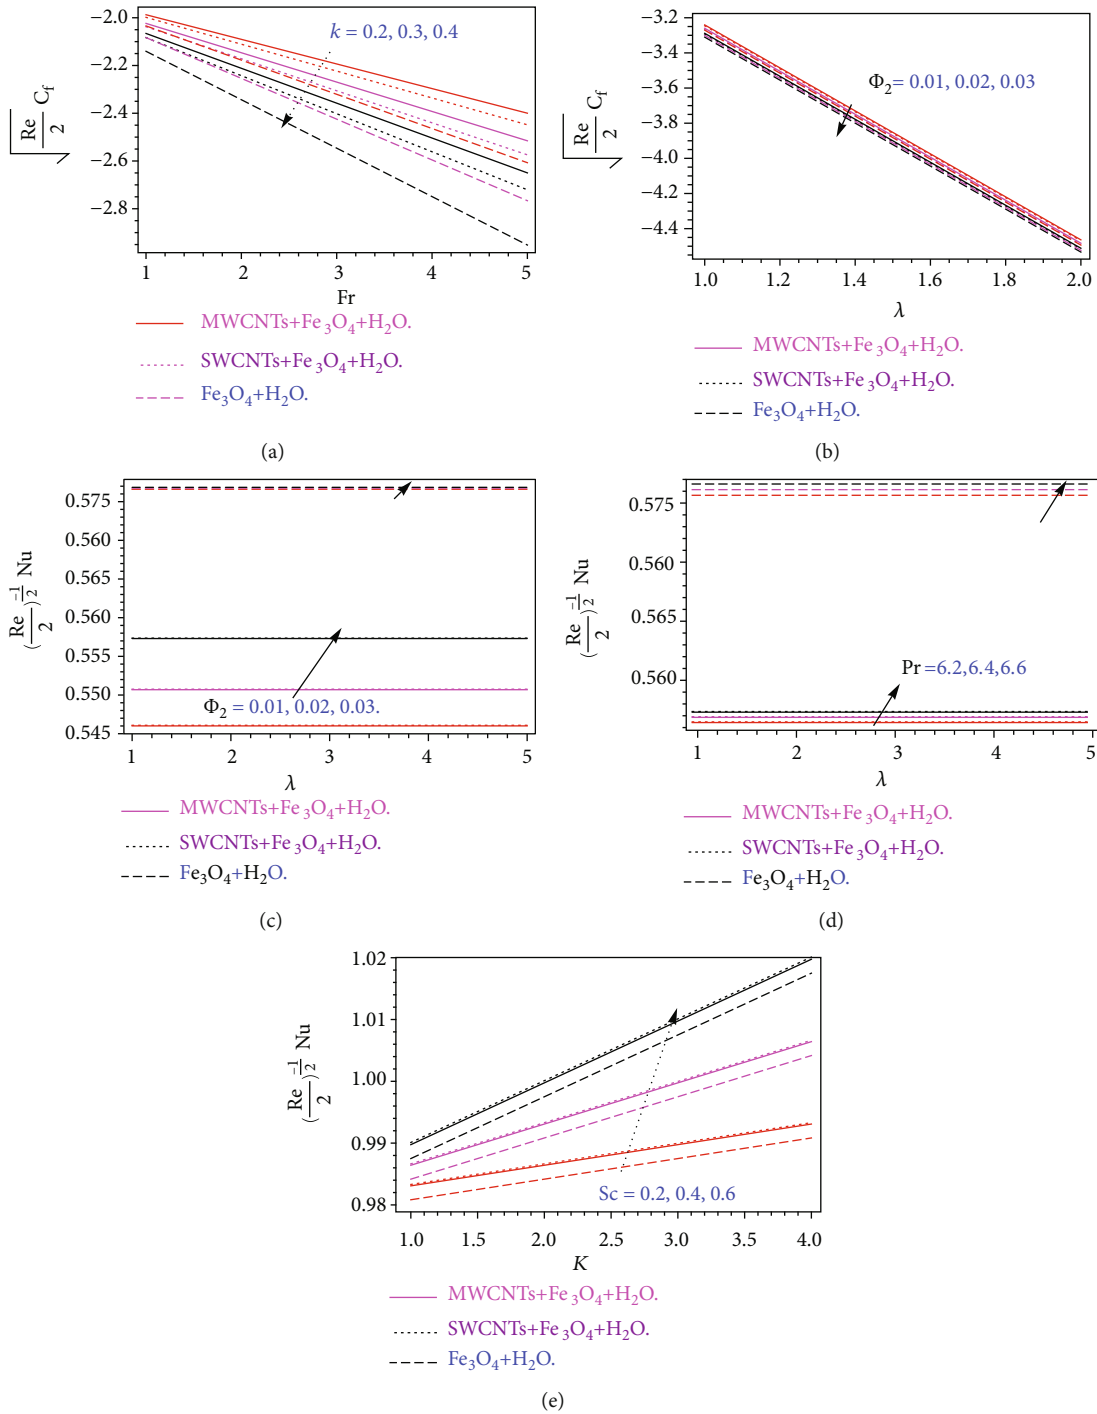 −2.0
−2.2
−2.4
−2.6
−2.8
√(Re/2) C_f
k = 0.2, 0.3, 0.4
1 2 3 4 5
Fr
MWCNTs+Fe₃O₄+H₂O.
SWCNTs+Fe₃O₄+H₂O.
Fe₃O₄+H₂O.
(a)
−3.2
−3.4
−3.6
−3.8
−4.0
−4.2
−4.4
√(Re/2) C_f
Φ₂= 0.01, 0.02, 0.03
1.0 1.2 1.4 1.6 1.8 2.0
λ
MWCNTs+Fe₃O₄+H₂O.
SWCNTs+Fe₃O₄+H₂O.
Fe₃O₄+H₂O.
(b)
0.575
0.560
0.565
0.560
0.555
0.550
0.545
(Re/2)^(−1/2) Nu
Φ₂ = 0.01, 0.02, 0.03.
1 2 3 4 5
λ
MWCNTs+Fe₃O₄+H₂O.
SWCNTs+Fe₃O₄+H₂O.
Fe₃O₄+H₂O.
(c)
0.575
0.560
0.565
0.560
(Re/2)^(−1/2) Nu
Pr =6.2,6.4,6.6
1 2 3 4 5
λ
MWCNTs+Fe₃O₄+H₂O.
SWCNTs+Fe₃O₄+H₂O.
Fe₃O₄+H₂O.
(d)
1.02
1.01
1.00
0.99
0.98
(Re/2)^(−1/2) Nu
Sc = 0.2, 0.4, 0.6
1.0 1.5 2.0 2.5 3.0 3.5 4.0
K
MWCNTs+Fe₃O₄+H₂O.
SWCNTs+Fe₃O₄+H₂O.
Fe₃O₄+H₂O.
(e)